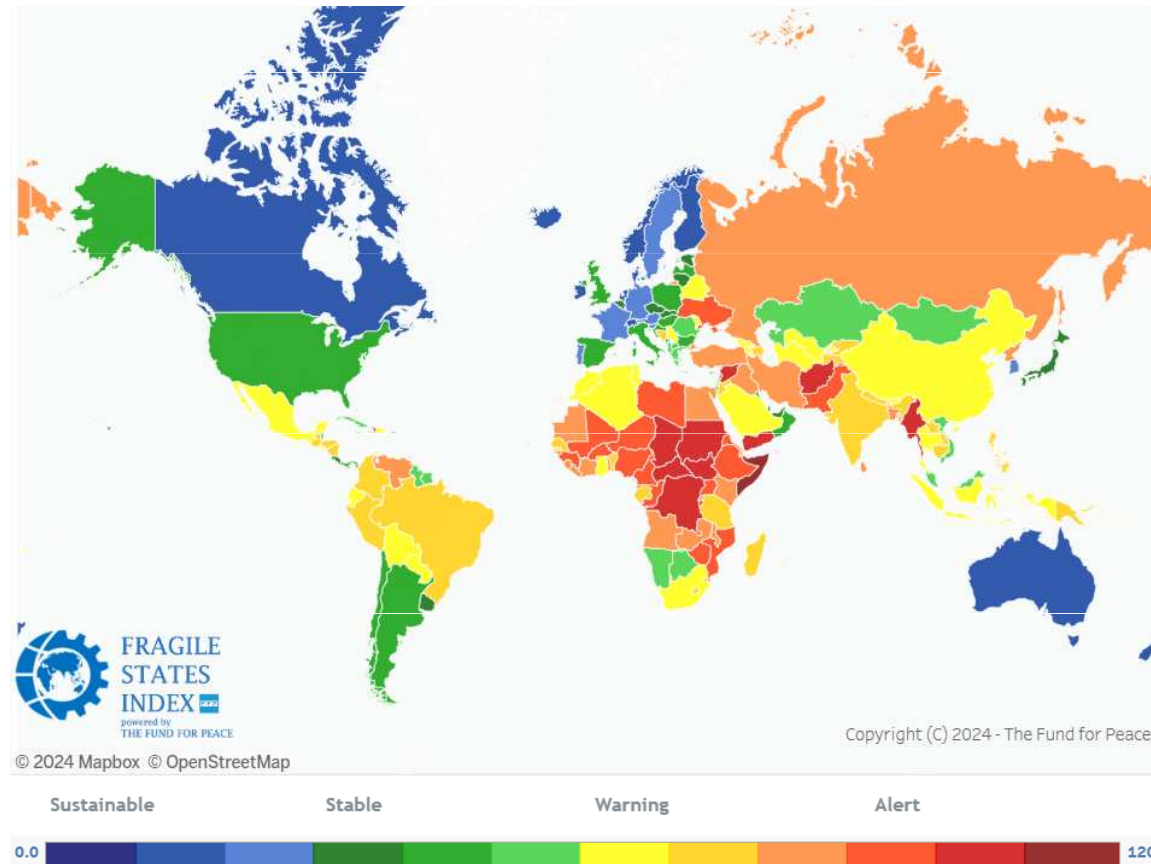 FRAGILE
STATES
INDEX FFP
powered by
THE FUND FOR PEACE
Copyright (C) 2024 - The Fund for Peace
© 2024 Mapbox © OpenStreetMap
Sustainable Stable Warning Alert
0.0 120